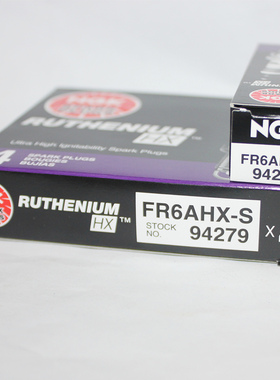 RUTHENIUM
Ultra High Ignitability Spark Plugs
4
SPARK PLUGS
BOUGIES
BUJIAS
NG
FR6A
942
RUTHENIUM
HX™
FR6AHX-S
STOCK
NO.
94279
X